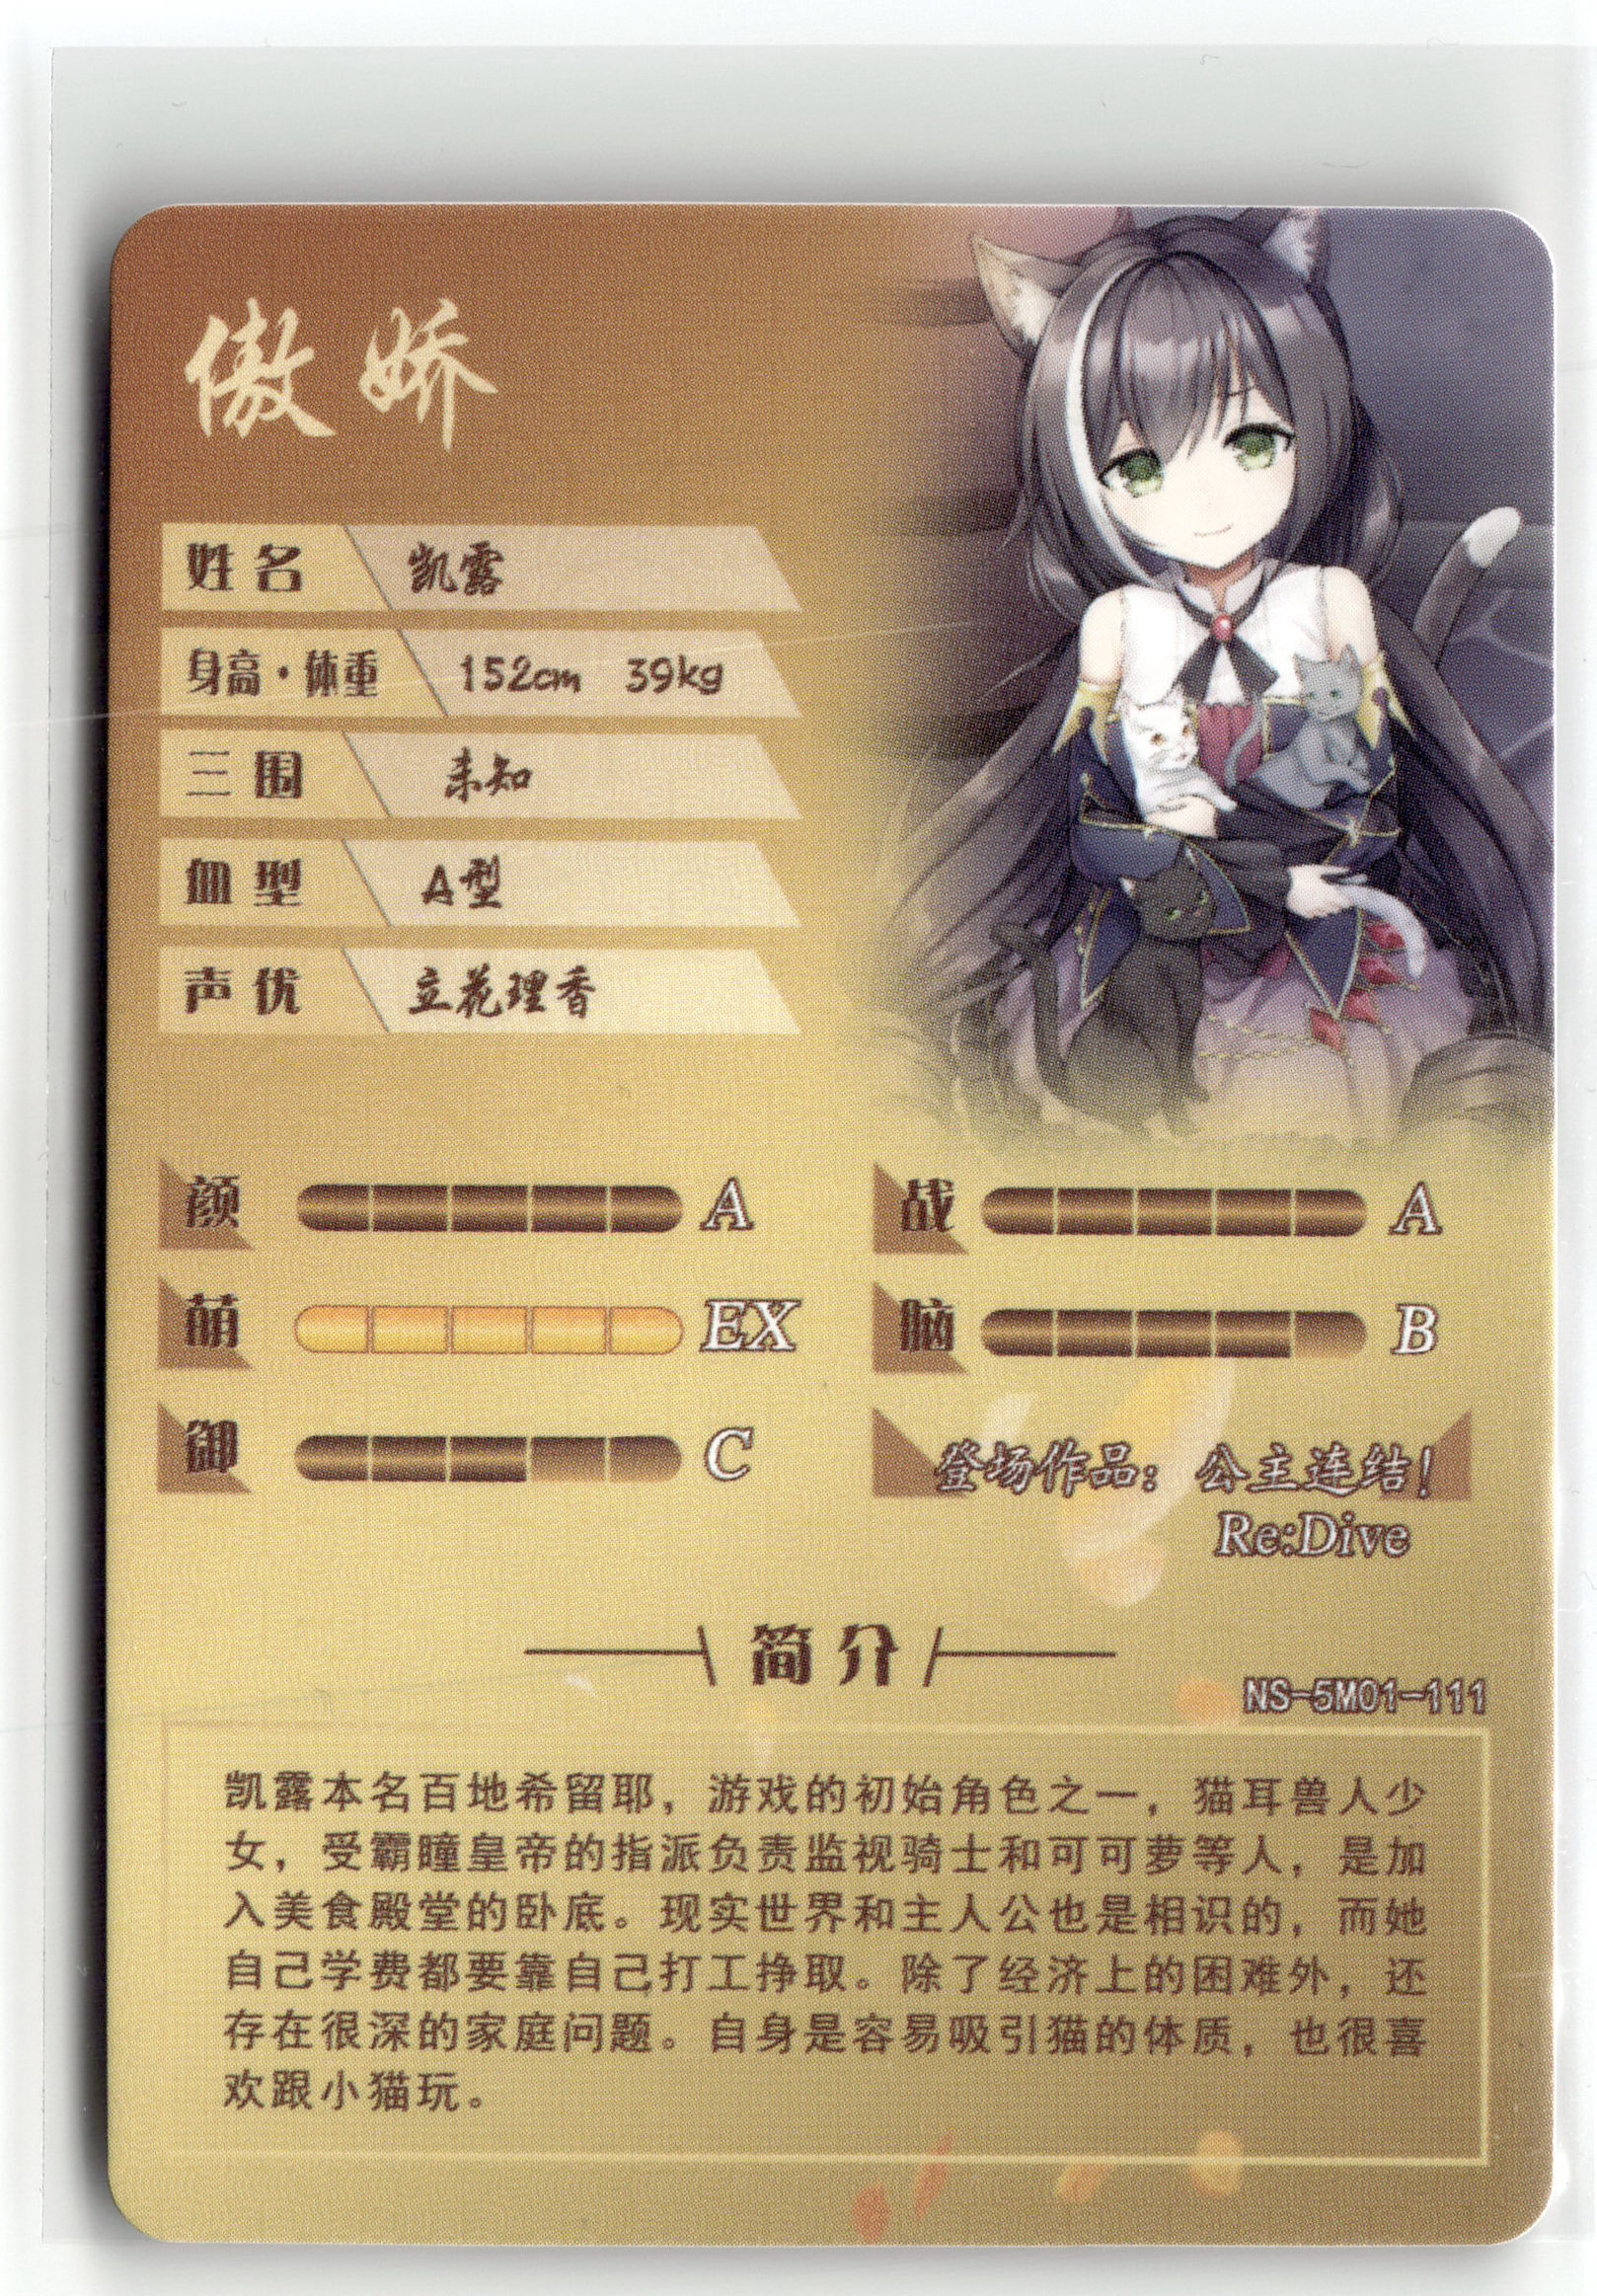 傲娇
姓名 凯露
身高·体重 152cm 39kg
三围 未知
血型 A型
声优 立花理香
颜 A 战 A
萌 EX 脑 B
御 C 登场作品：公主连结！
Re:Dive
简介
NS-5M01-111
凯露本名百地希留耶，游戏的初始角色之一，猫耳兽人少
女，受霸瞳皇帝的指派负责监视骑士和可可萝等人，是加
入美食殿堂的卧底。现实世界和主人公也是相识的，而她
自己学费都要靠自己打工挣取。除了经济上的困难外，还
存在很深的家庭问题。自身是容易吸引猫的体质，也很喜
欢跟小猫玩。